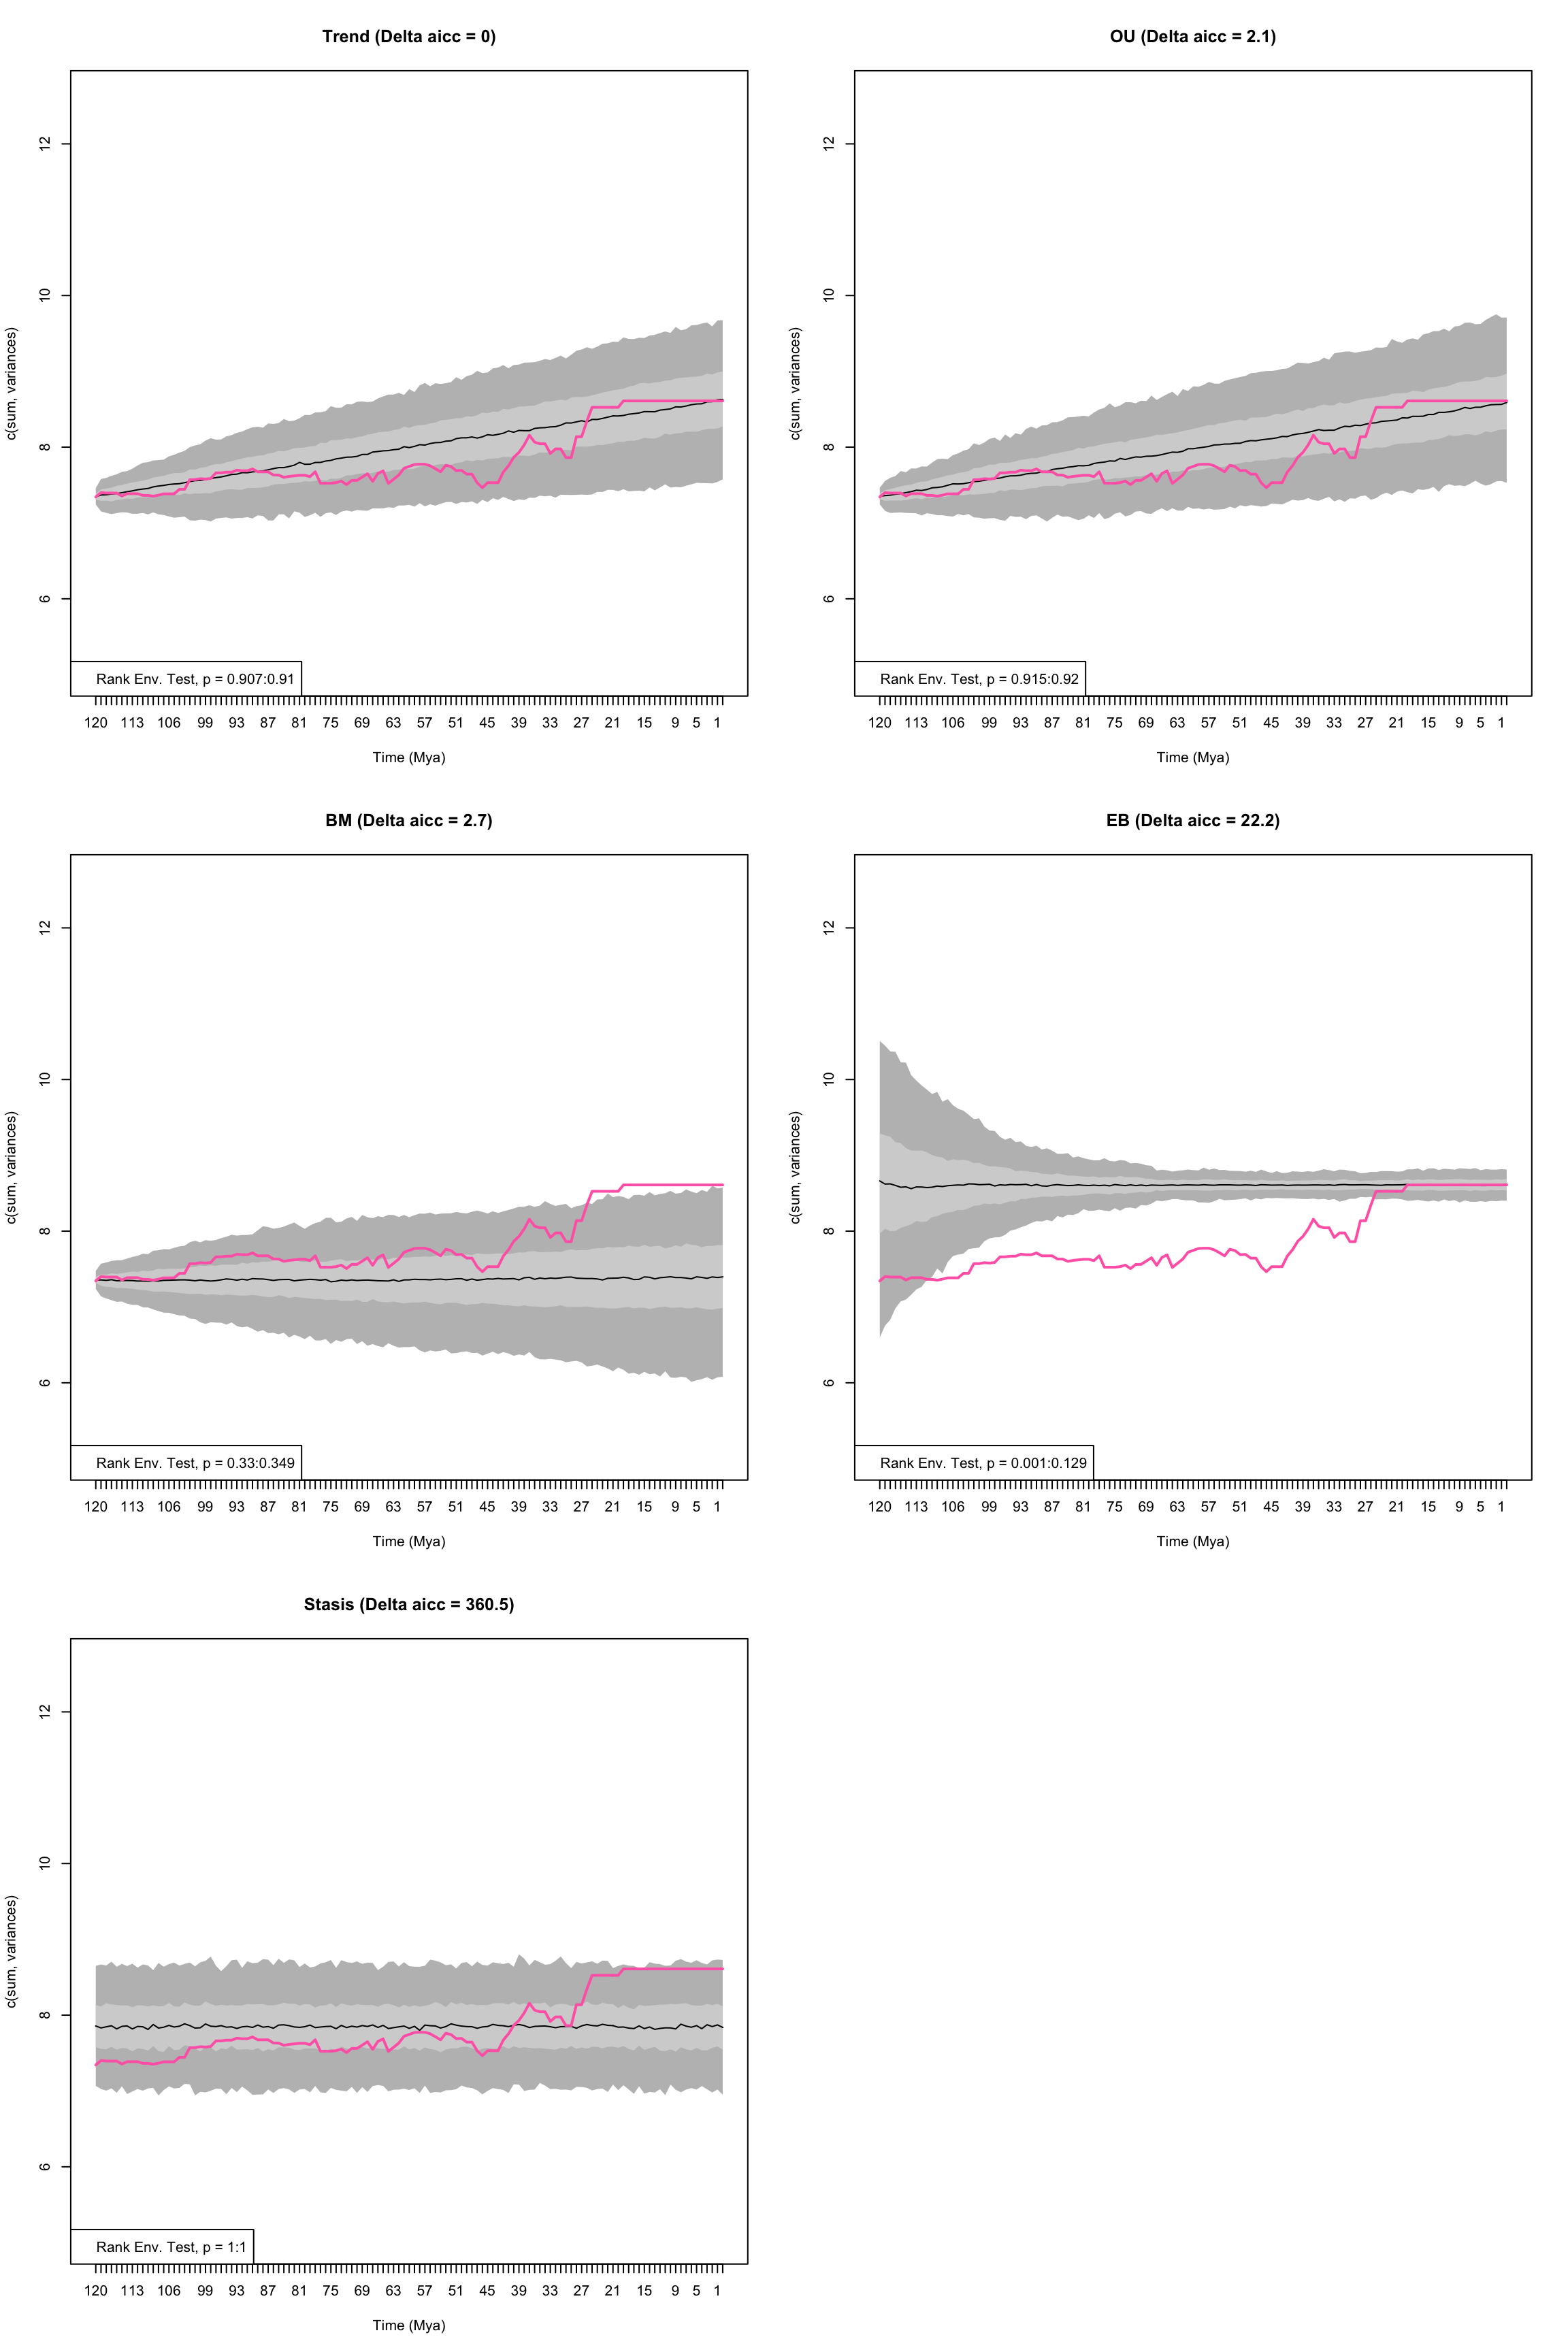 Trend (Delta aicc = 0)
c(sum, variances)
12
10
8
6
Rank Env. Test, p = 0.907:0.91
120 113 106 99 93 87 81 75 69 63 57 51 45 39 33 27 21 15 9 5 1
Time (Mya)
OU (Delta aicc = 2.1)
c(sum, variances)
12
10
8
6
Rank Env. Test, p = 0.915:0.92
120 113 106 99 93 87 81 75 69 63 57 51 45 39 33 27 21 15 9 5 1
Time (Mya)
BM (Delta aicc = 2.7)
c(sum, variances)
12
10
8
6
Rank Env. Test, p = 0.33:0.349
120 113 106 99 93 87 81 75 69 63 57 51 45 39 33 27 21 15 9 5 1
Time (Mya)
EB (Delta aicc = 22.2)
c(sum, variances)
12
10
8
6
Rank Env. Test, p = 0.001:0.129
120 113 106 99 93 87 81 75 69 63 57 51 45 39 33 27 21 15 9 5 1
Time (Mya)
Stasis (Delta aicc = 360.5)
c(sum, variances)
12
10
8
6
Rank Env. Test, p = 1:1
120 113 106 99 93 87 81 75 69 63 57 51 45 39 33 27 21 15 9 5 1
Time (Mya)